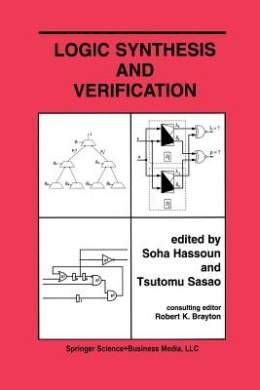 LOGIC SYNTHESIS
AND
VERIFICATION
edited by
Soha Hassoun
and
Tsutomu Sasao
consulting editor
Robert K. Brayton
Springer Science+Business Media, LLC